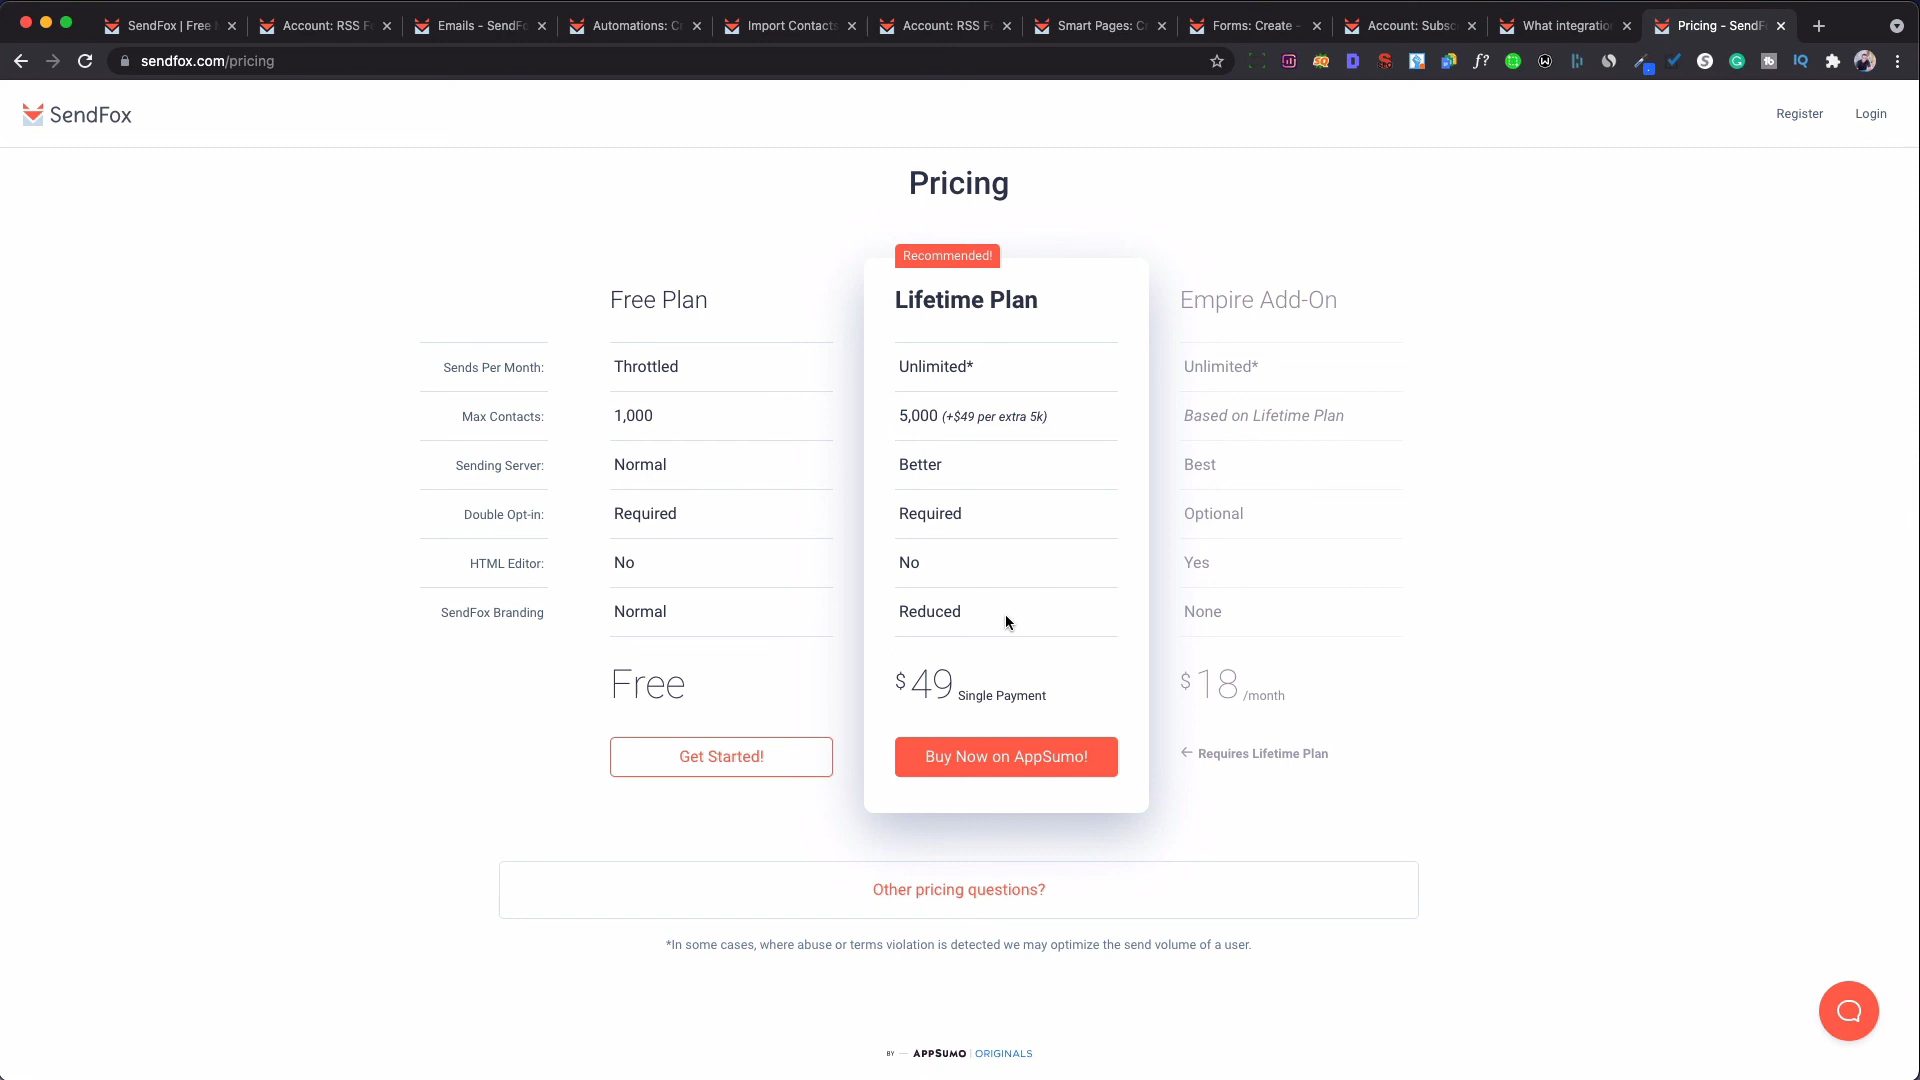 SendFox | Free
Account: RSS F
Emails - SendF
Automations: C
Import Contacts
Account: RSS F
Smart Pages: C
Forms: Create -
Account: Subsc
What integratio
Pricing - SendF
sendfox.com/pricing
SendFox
Register
Login
Pricing
Recommended!
Free Plan
Lifetime Plan
Empire Add-On
Sends Per Month: Throttled Unlimited* Unlimited*
Max Contacts: 1,000 5,000 (+$49 per extra 5k) Based on Lifetime Plan
Sending Server: Normal Better Best
Double Opt-in: Required Required Optional
HTML Editor: No No Yes
SendFox Branding Normal Reduced None
Free $49 Single Payment $18 /month
Get Started!
Buy Now on AppSumo!
← Requires Lifetime Plan
Other pricing questions?
*In some cases, where abuse or terms violation is detected we may optimize the send volume of a user.
BY — APPSUMO | ORIGINALS